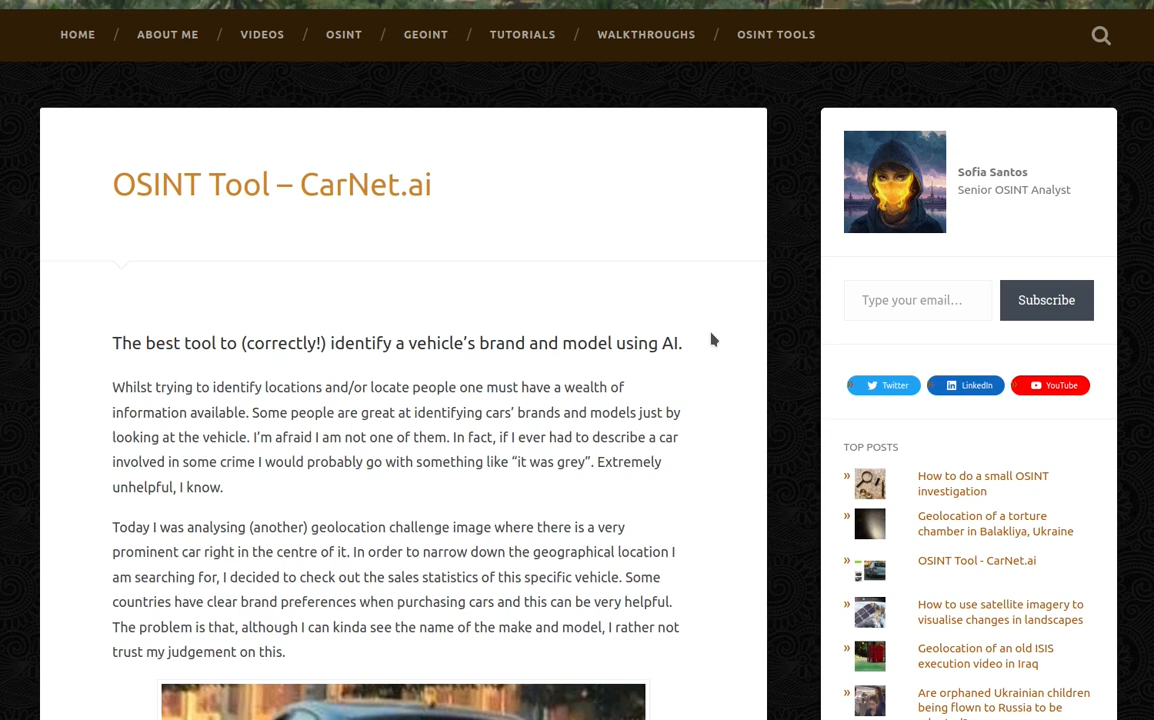 HOME / ABOUT ME / VIDEOS / OSINT / GEOINT / TUTORIALS / WALKTHROUGHS / OSINT TOOLS
OSINT Tool – CarNet.ai
The best tool to (correctly!) identify a vehicle’s brand and model using AI.
Whilst trying to identify locations and/or locate people one must have a wealth of
information available. Some people are great at identifying cars’ brands and models just by
looking at the vehicle. I’m afraid I am not one of them. In fact, if I ever had to describe a car
involved in some crime I would probably go with something like “it was grey”. Extremely
unhelpful, I know.
Today I was analysing (another) geolocation challenge image where there is a very
prominent car right in the centre of it. In order to narrow down the geographical location I
am searching for, I decided to check out the sales statistics of this specific vehicle. Some
countries have clear brand preferences when purchasing cars and this can be very helpful.
The problem is that, although I can kinda see the name of the make and model, I rather not
trust my judgement on this.
Sofia Santos
Senior OSINT Analyst
Type your email…
Subscribe
» Twitter
» LinkedIn
» YouTube
TOP POSTS
» How to do a small OSINT
investigation
» Geolocation of a torture
chamber in Balakliya, Ukraine
» OSINT Tool - CarNet.ai
» How to use satellite imagery to
visualise changes in landscapes
» Geolocation of an old ISIS
execution video in Iraq
» Are orphaned Ukrainian children
being flown to Russia to be